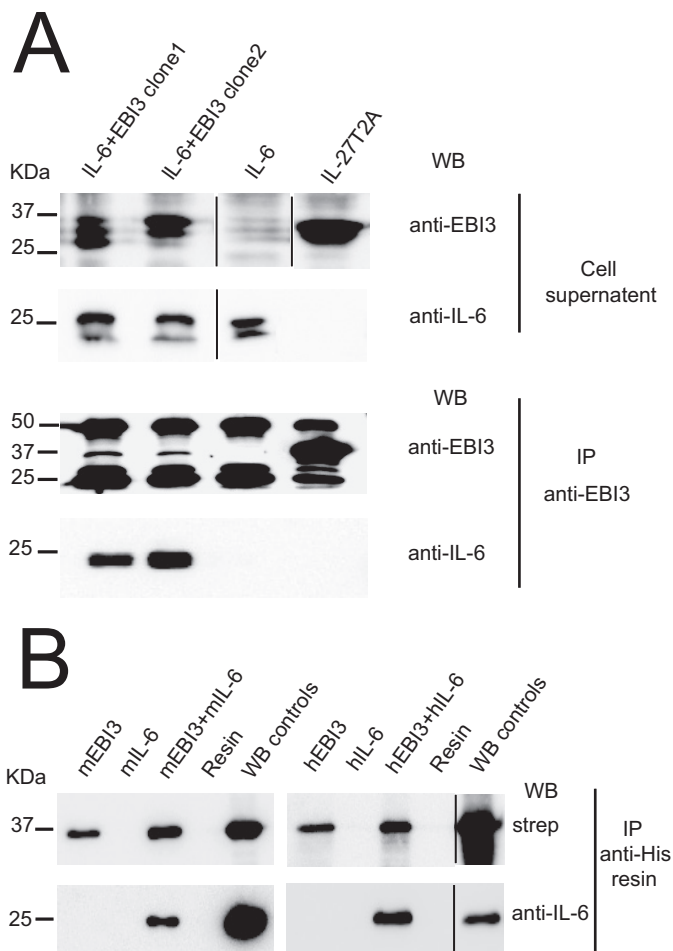 A
IL-6+EBI3 clone1
IL-6+EBI3 clone2
IL-6
IL-27T2A
KDa
WB
37
25
anti-EBI3
Cell
supernatent
25
anti-IL-6
WB
50
37
25
anti-EBI3
IP
anti-EBI3
25
anti-IL-6
B
mEBI3
mIL-6
mEBI3+mIL-6
Resin
WB controls
hEBI3
hIL-6
hEBI3+hIL-6
Resin
WB controls
KDa
WB
37
strep
IP
anti-His
resin
25
anti-IL-6